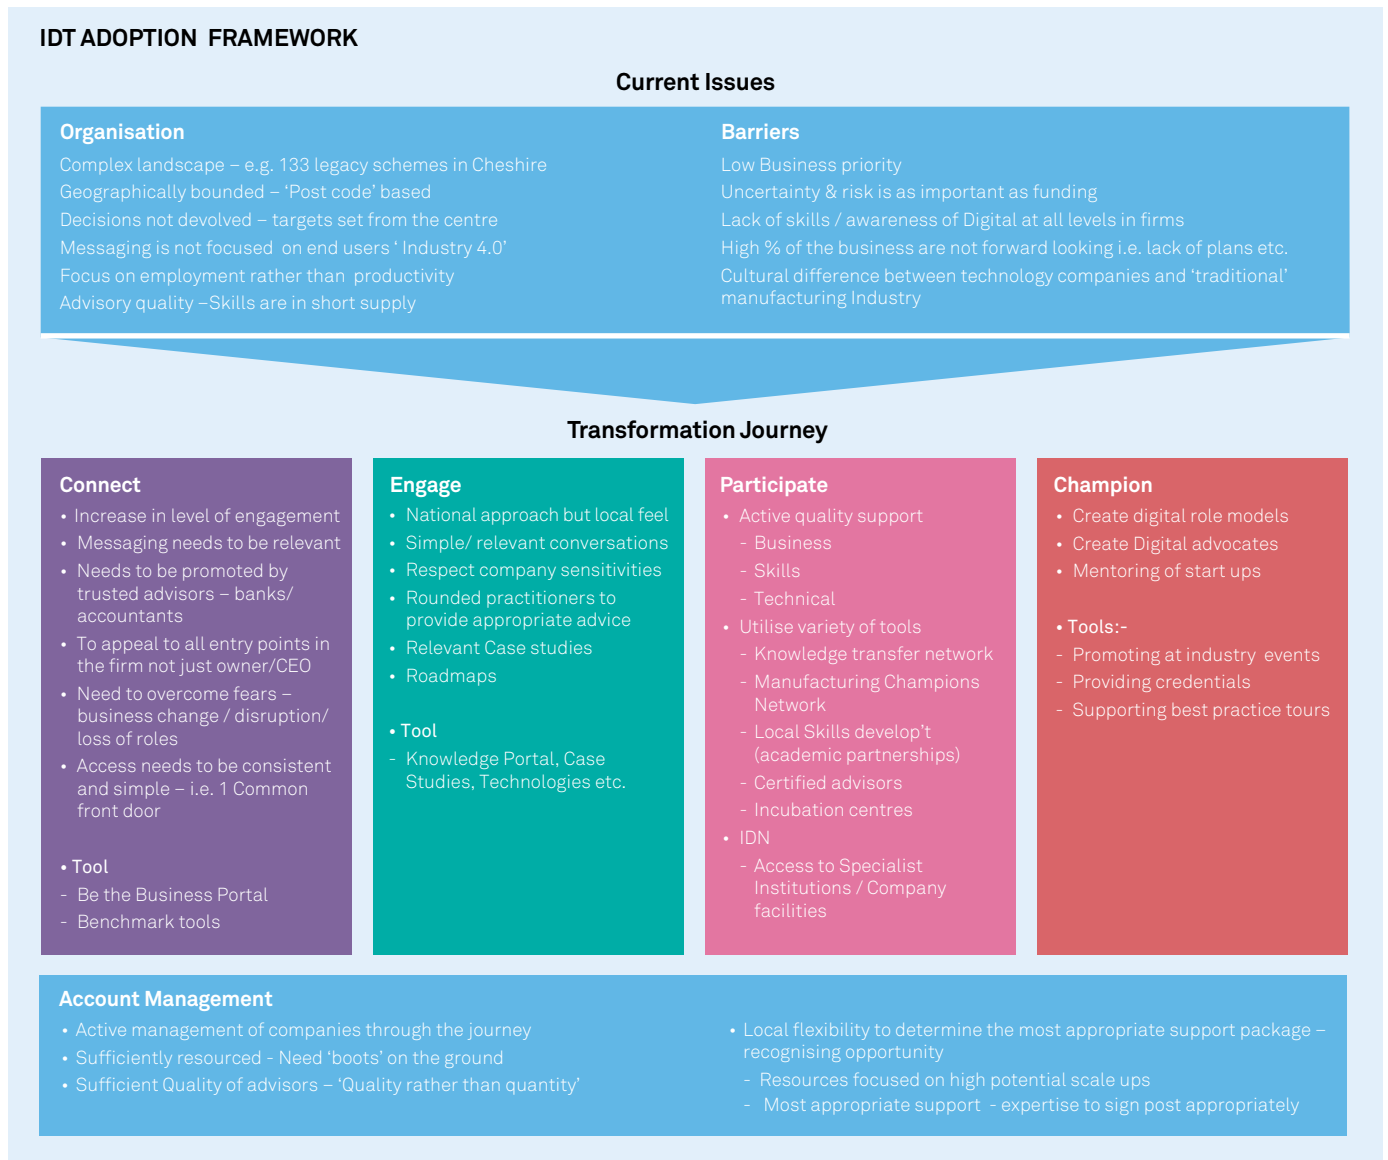 IDT ADOPTION  FRAMEWORK
Current Issues
Organisation
Complex landscape – e.g. 133 legacy schemes in Cheshire
Geographically bounded – ‘Post code’ based
Decisions not devolved – targets set from the centre
Messaging is not focused  on end users ‘ Industry 4.0’
Focus on employment rather than  productivity
Advisory quality –Skills are in short supply
Barriers
Low Business priority
Uncertainty & risk is as important as funding
Lack of skills / awareness of Digital at all levels in firms
High % of the business are not forward looking i.e. lack of plans etc.
Cultural difference between technology companies and ‘traditional’
manufacturing Industry
Transformation Journey
Connect
• Increase in level of engagement
• Messaging needs to be relevant
• Needs to be promoted by
trusted advisors – banks/
accountants
• To appeal to all entry points in
the firm not just owner/CEO
• Need to overcome fears –
business change / disruption/
loss of roles
• Access needs to be consistent
and simple – i.e. 1 Common
front door
• Tool
- Be the Business Portal
- Benchmark tools
Engage
• National approach but local feel
• Simple/ relevant conversations
• Respect company sensitivities
• Rounded practitioners to
provide appropriate advice
• Relevant Case studies
• Roadmaps
• Tool
- Knowledge Portal, Case
Studies, Technologies etc.
Participate
• Active quality support
- Business
- Skills
- Technical
• Utilise variety of tools
- Knowledge transfer network
- Manufacturing Champions
Network
- Local Skills develop’t
(academic partnerships)
- Certified advisors
- Incubation centres
• IDN
- Access to Specialist
Institutions / Company
facilities
Champion
• Create digital role models
• Create Digital advocates
• Mentoring of start ups
• Tools:-
- Promoting at industry  events
- Providing credentials
- Supporting best practice tours
Account Management
• Active management of companies through the journey
• Sufficiently resourced - Need ‘boots’ on the ground
• Sufficient Quality of advisors – ‘Quality rather than quantity’
• Local flexibility to determine the most appropriate support package –
recognising opportunity
- Resources focused on high potential scale ups
- Most appropriate support  - expertise to sign post appropriately